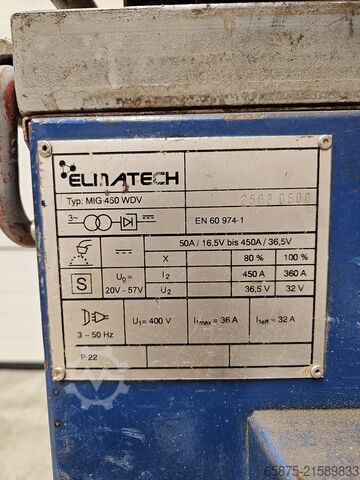 ELMATECH
Typ: MIG 450 WDV
2503 0500
3~
EN 60 974-1
50A / 16,5V bis 450A / 36,5V
X 80 % 100 %
S U₀= 20V - 57V I₂ 450 A 360 A
U₂ 36,5 V 32 V
3 ~ 50 Hz U₁= 400 V I₁max = 36 A I₁eff = 32 A
P 22
65875-21589833